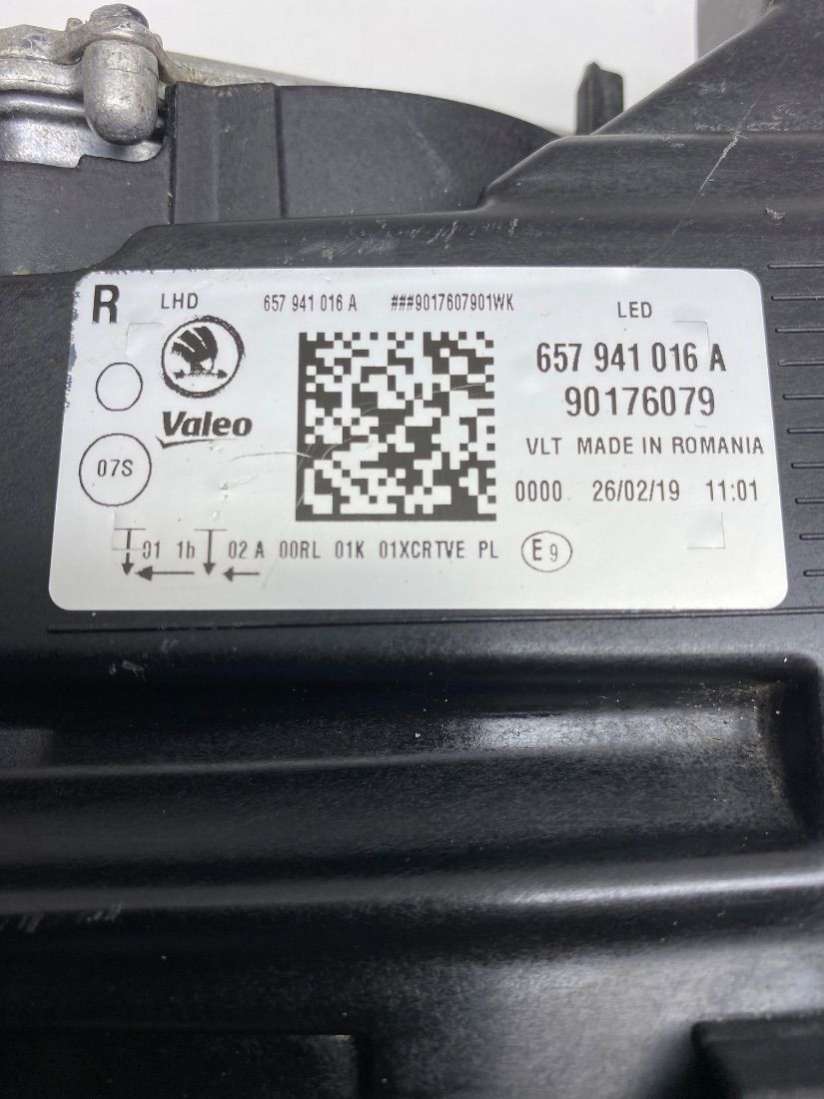 R LHD 657 941 016 A ###9017607901WK LED
657 941 016 A
Valeo 90176079
VLT MADE IN ROMANIA
07S
0000 26/02/19 11:01
01 1b 02 A 00RL 01K 01XCRTVE PL E9